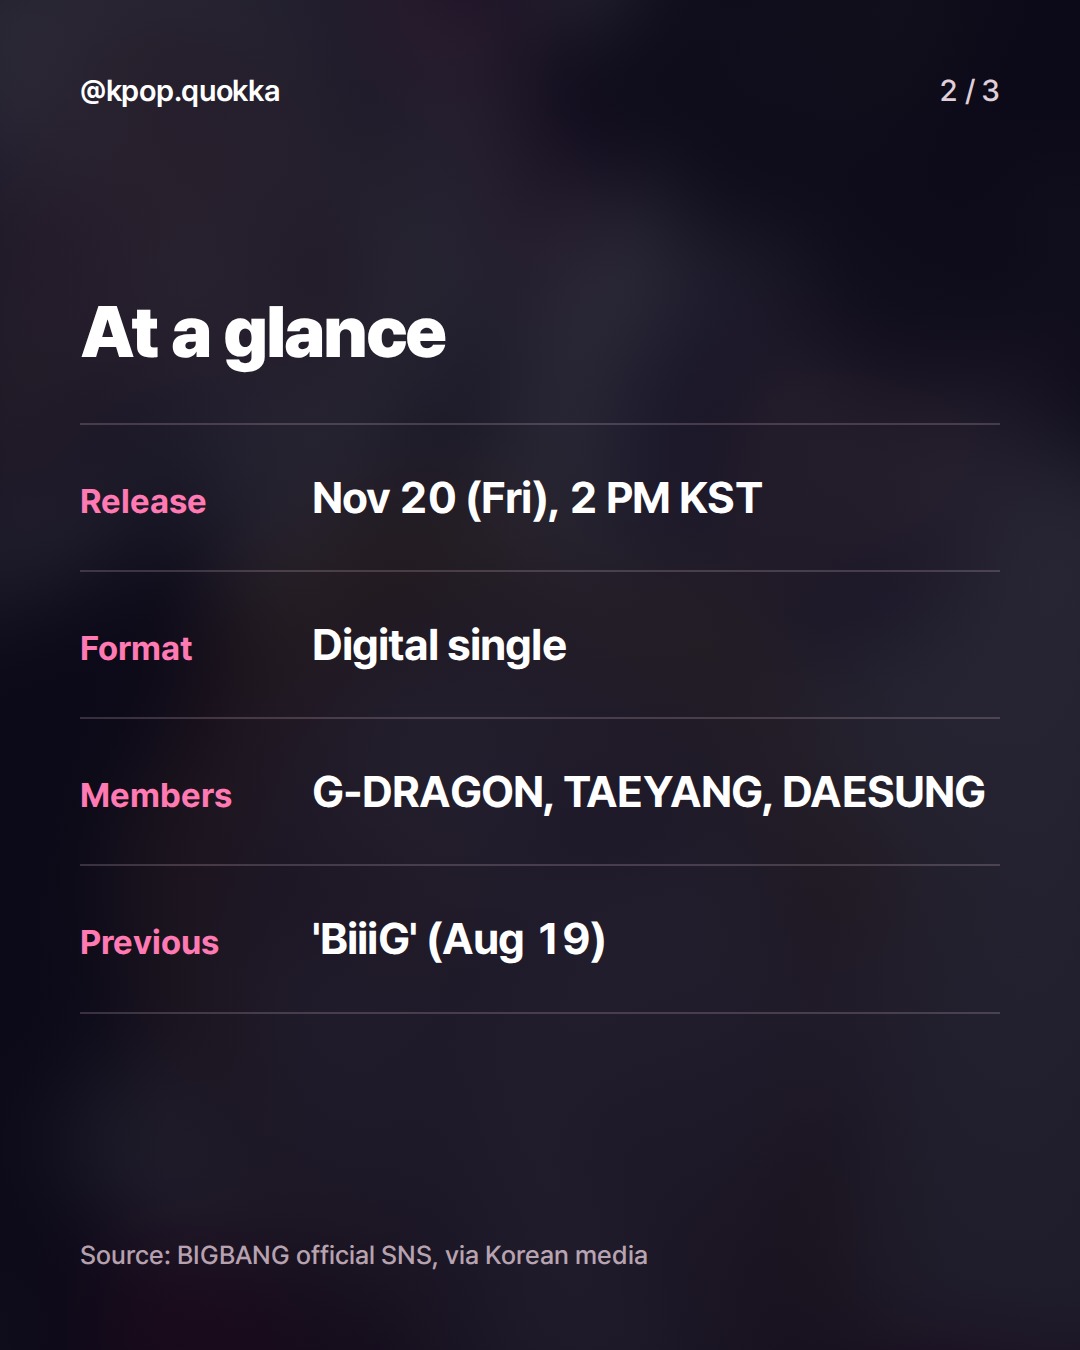 @kpop.quokka
2 / 3
At a glance
Release
Nov 20 (Fri), 2 PM KST
Format
Digital single
Members
G-DRAGON, TAEYANG, DAESUNG
Previous
'BiiiG' (Aug 19)
Source: BIGBANG official SNS, via Korean media